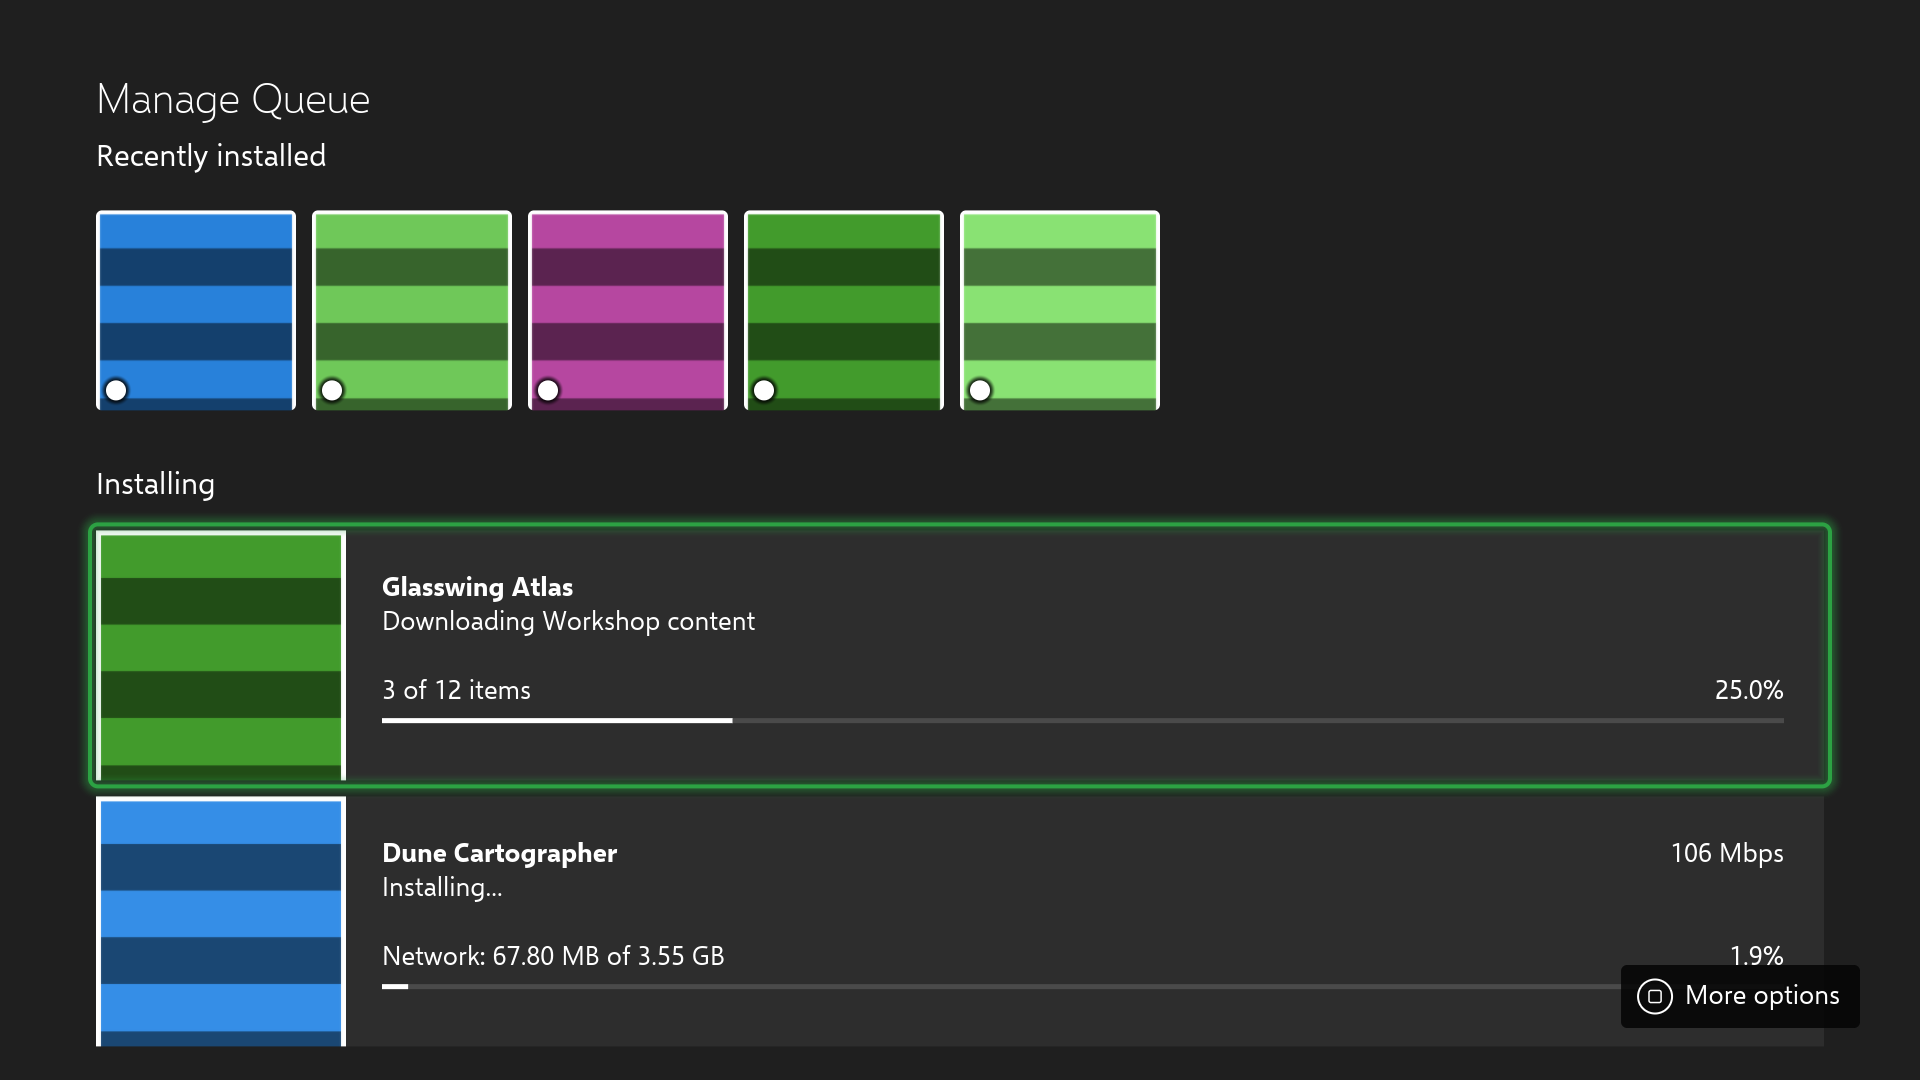 Manage Queue
Recently installed
Installing
Glasswing Atlas
Downloading Workshop content
3 of 12 items 25.0%
Dune Cartographer 106 Mbps
Installing...
Network: 67.80 MB of 3.55 GB 1.9%
More options